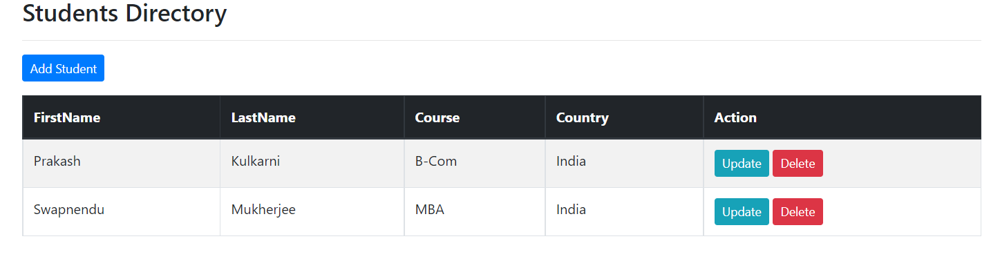 Students Directory
Add Student
FirstName LastName Course Country Action
Prakash Kulkarni B-Com India Update Delete
Swapnendu Mukherjee MBA India Update Delete